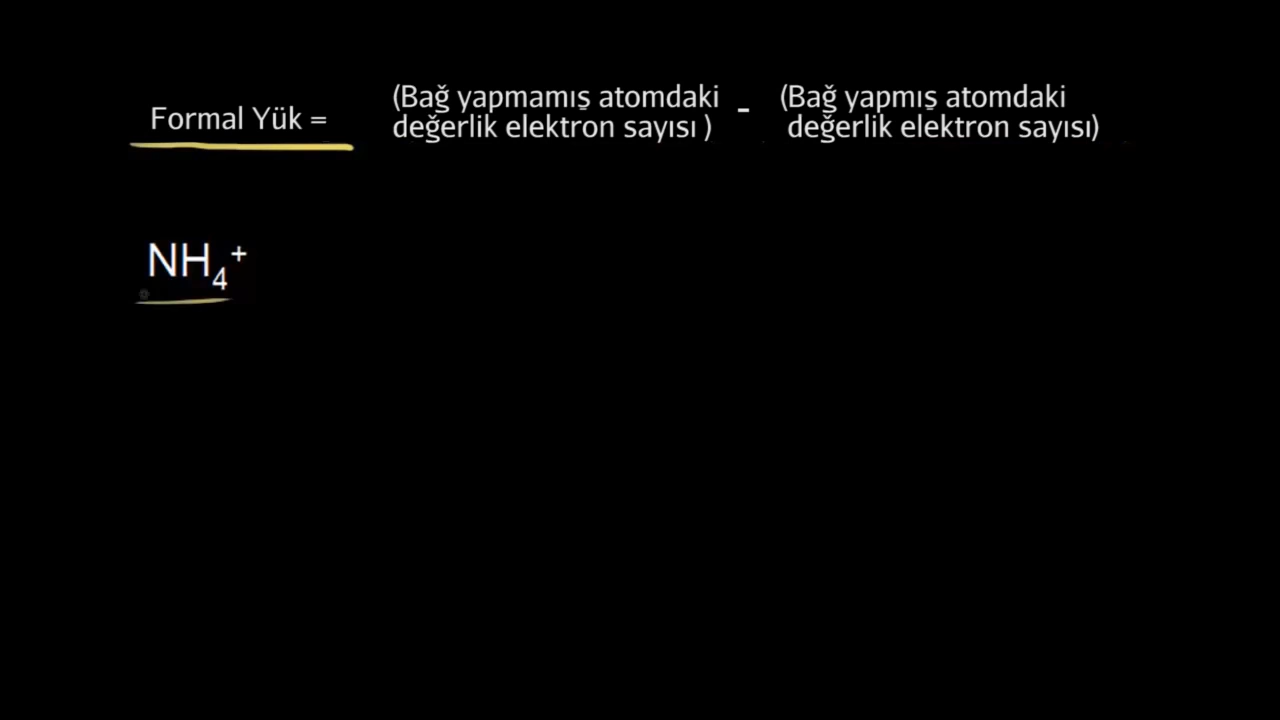 Formal Yük = (Bağ yapmamış atomdaki değerlik elektron sayısı ) - (Bağ yapmış atomdaki değerlik elektron sayısı)
NH₄⁺